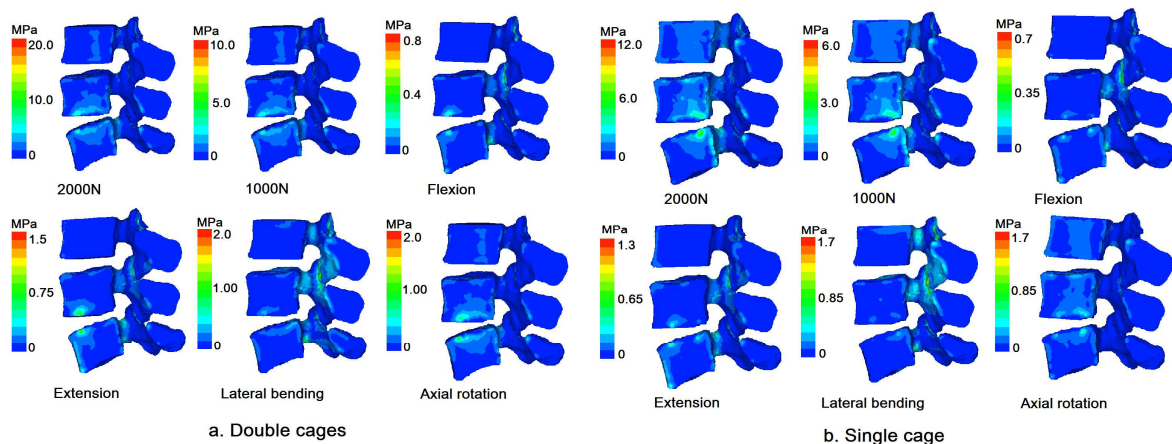 MPa
20.0
10.0
0
2000N
MPa
10.0
5.0
0
1000N
MPa
0.8
0.4
0
Flexion
MPa
1.5
0.75
0
Extension
MPa
2.0
1.00
0
Lateral bending
MPa
2.0
1.00
0
Axial rotation
a. Double cages
MPa
12.0
6.0
0
2000N
MPa
6.0
3.0
0
1000N
MPa
0.7
0.35
0
Flexion
MPa
1.3
0.65
0
Extension
MPa
1.7
0.85
0
Lateral bending
MPa
1.7
0.85
0
Axial rotation
b. Single cage